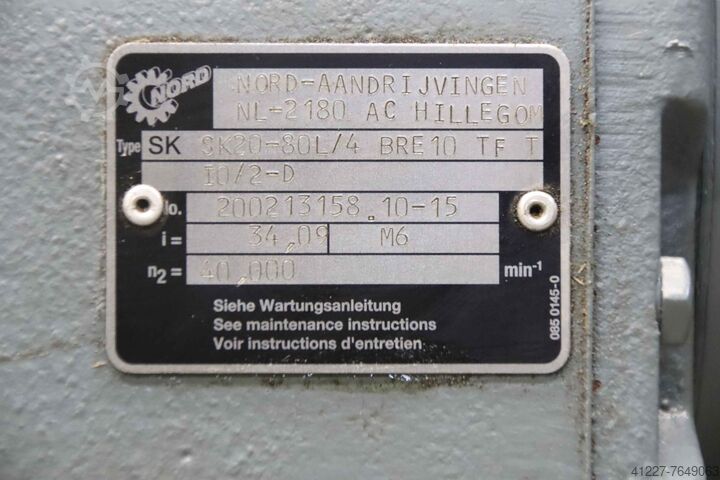 NORD
NORD-AANDRIJVINGEN
NL-2180 AC HILLEGOM
Type SK SK20-80L/4 BRE10 TF T
IO/2-D
No. 200213158.10-15
i = 34,09 M6
n2 = 40,000 min-1
Siehe Wartungsanleitung
See maintenance instructions
Voir instructions d'entretien
085 0145-0
41227-7649063